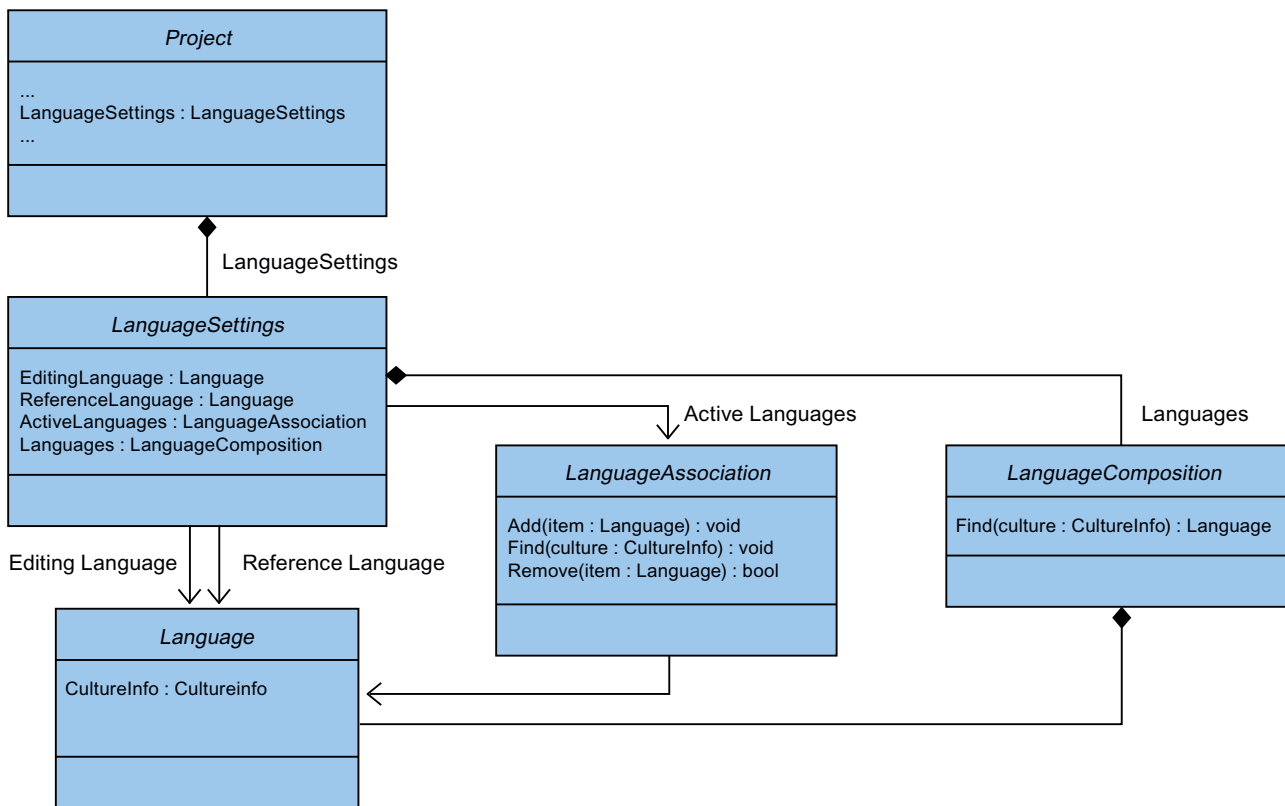 Project
...
LanguageSettings : LanguageSettings
...
LanguageSettings
LanguageSettings
EditingLanguage : Language
ReferenceLanguage : Language
ActiveLanguages : LanguageAssociation
Languages : LanguageComposition
Active Languages
Languages
LanguageAssociation
Add(item : Language) : void
Find(culture : CultureInfo) : void
Remove(item : Language) : bool
LanguageComposition
Find(culture : CultureInfo) : Language
Editing Language
Reference Language
Language
CultureInfo : Cultureinfo